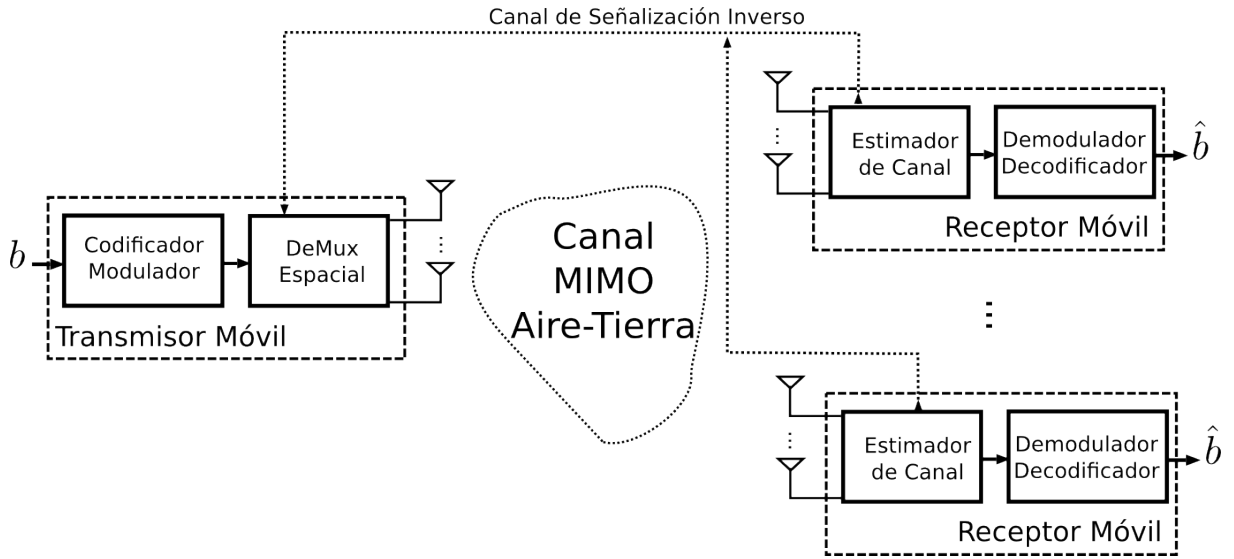 Canal de Señalización Inverso
b
Codificador
Modulador
DeMux
Espacial
Transmisor Móvil
Canal
MIMO
Aire-Tierra
Estimador
de Canal
Demodulador
Decodificador
b̂
Receptor Móvil
Estimador
de Canal
Demodulador
Decodificador
b̂
Receptor Móvil